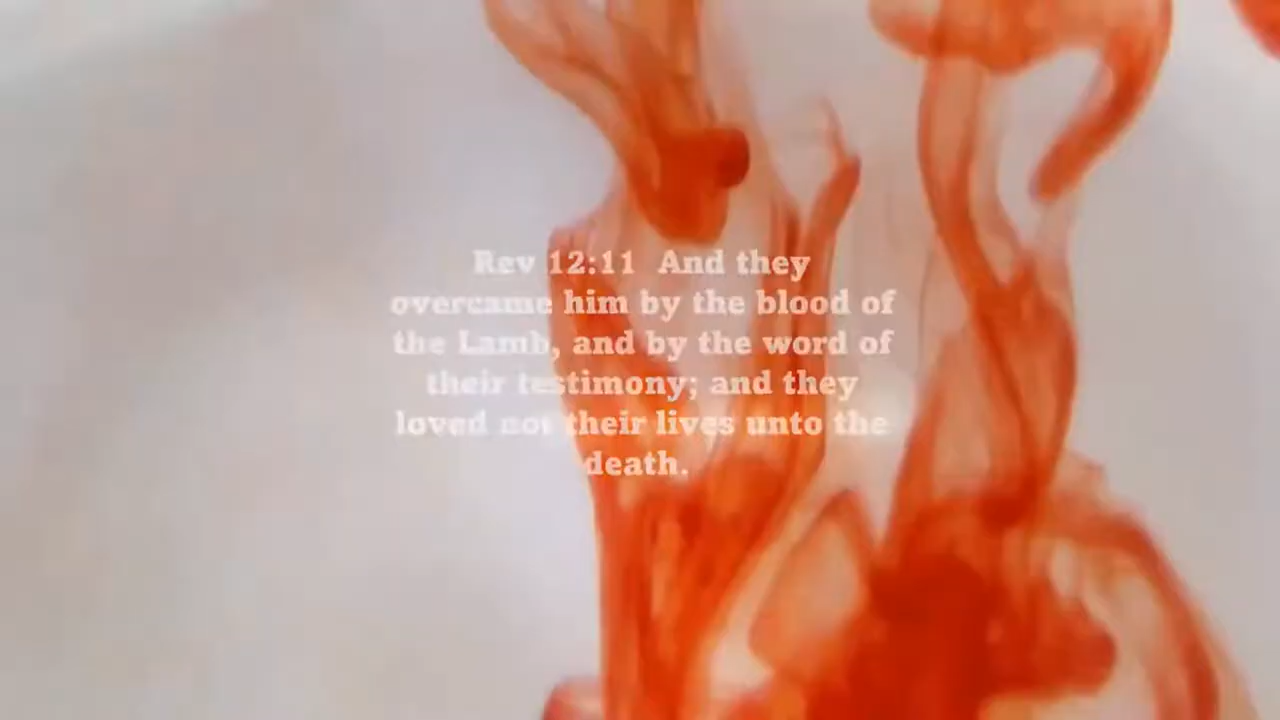 Rev 12:11  And they
overcame him by the blood of
the Lamb, and by the word of
their testimony; and they
loved not their lives unto the
death.